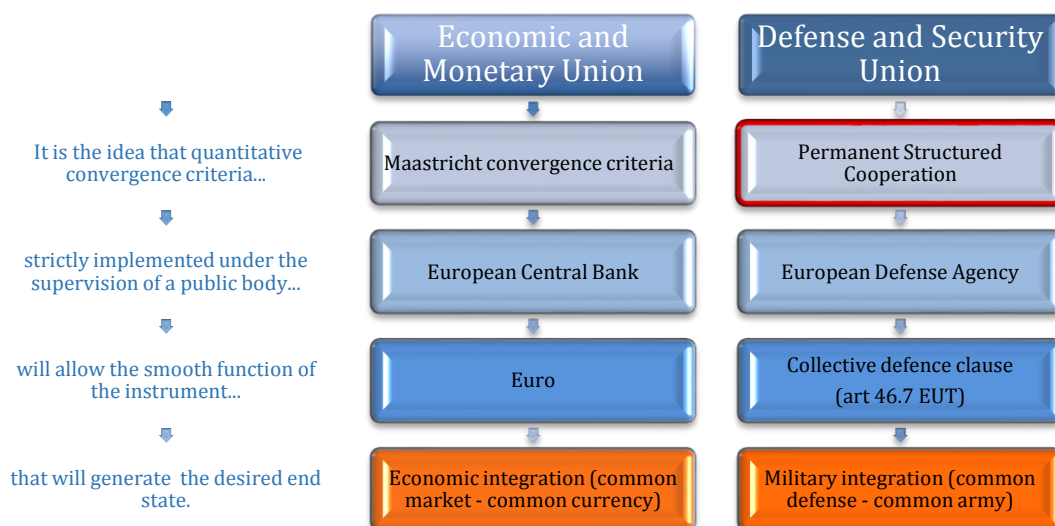 Economic and
Monetary Union
Defense and Security
Union
It is the idea that quantitative
convergence criteria...
Maastricht convergence criteria
Permanent Structured
Cooperation
strictly implemented under the
supervision of a public body...
European Central Bank
European Defense Agency
will allow the smooth function of
the instrument...
Euro
Collective defence clause
(art 46.7 EUT)
that will generate the desired end
state.
Economic integration (common
market - common currency)
Military integration (common
defense - common army)